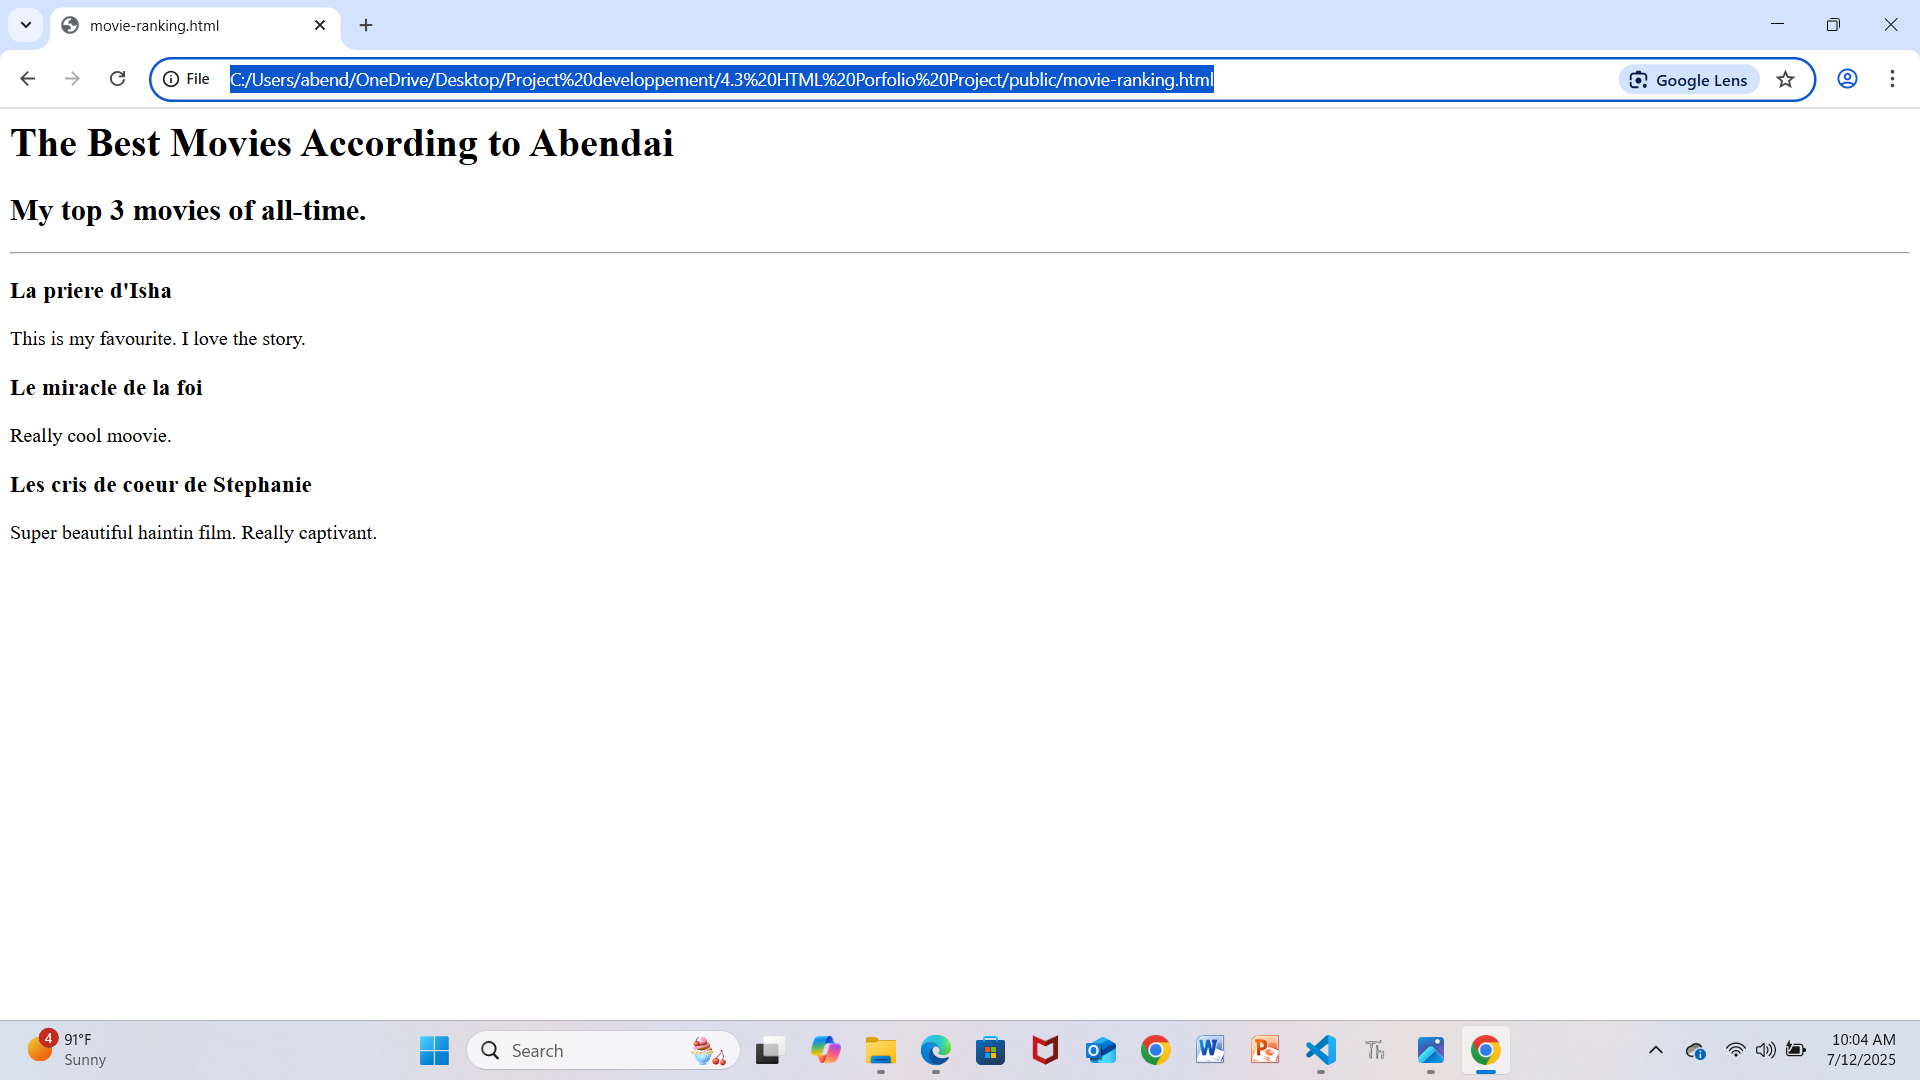 movie-ranking.html
File C:/Users/abend/OneDrive/Desktop/Project%20developpement/4.3%20HTML%20Porfolio%20Project/public/movie-ranking.html Google Lens
The Best Movies According to Abendai
My top 3 movies of all-time.
La priere d'Isha
This is my favourite. I love the story.
Le miracle de la foi
Really cool moovie.
Les cris de coeur de Stephanie
Super beautiful haintin film. Really captivant.
4 91°F
Sunny
Search
Th
10:04 AM
7/12/2025